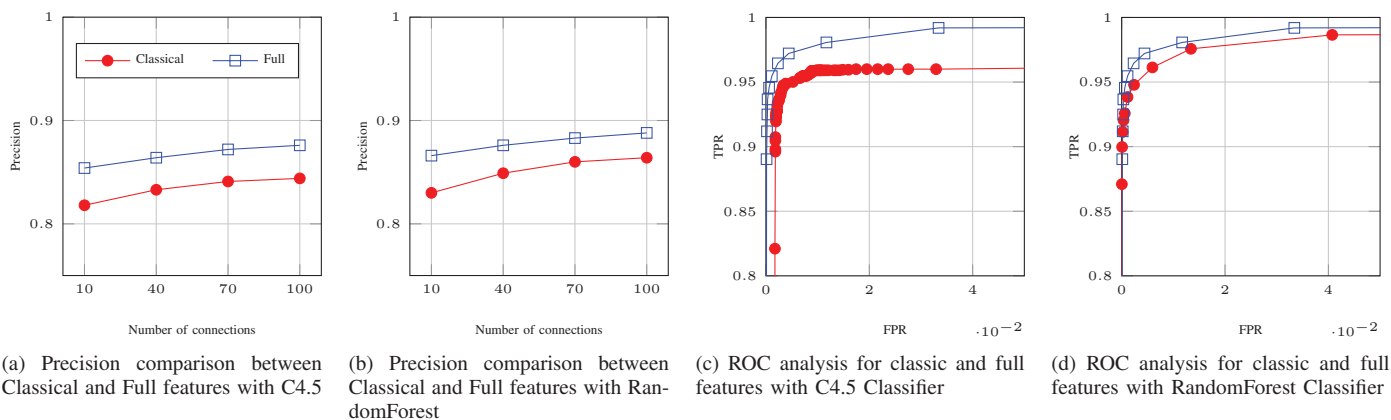 1
0.9
0.8
Precision
Classical
Full
10 40 70 100
Number of connections
(a) Precision comparison between
Classical and Full features with C4.5
1
0.9
0.8
Precision
10 40 70 100
Number of connections
(b) Precision comparison between
Classical and Full features with Ran-
domForest
1
0.95
0.9
0.85
0.8
TPR
0 2 4
FPR
·10⁻²
(c) ROC analysis for classic and full
features with C4.5 Classifier
1
0.95
0.9
0.85
0.8
TPR
0 2 4
FPR
·10⁻²
(d) ROC analysis for classic and full
features with RandomForest Classifier